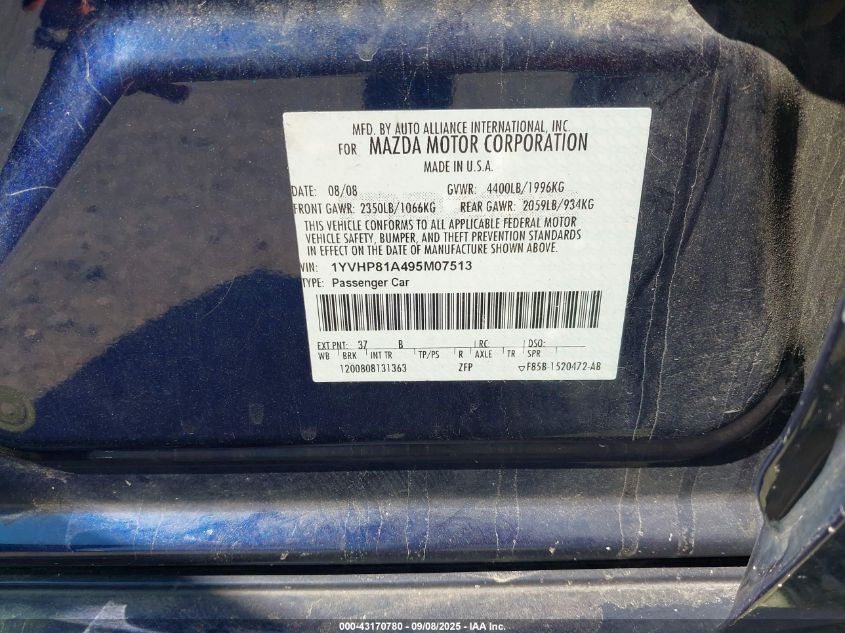 MFD. BY AUTO ALLIANCE INTERNATIONAL, INC.
FOR MAZDA MOTOR CORPORATION
MADE IN U.S.A.
DATE: 08/08 GVWR: 4400LB/1996KG
FRONT GAWR: 2350LB/1066KG REAR GAWR: 2059LB/934KG
THIS VEHICLE CONFORMS TO ALL APPLICABLE FEDERAL MOTOR
VEHICLE SAFETY, BUMPER, AND THEFT PREVENTION STANDARDS
IN EFFECT ON THE DATE OF MANUFACTURE SHOWN ABOVE.
VIN: 1YVHP81A495M07513
TYPE: Passenger Car
EXT.PNT: 37 B RC: DSO:
WB BRK INT TR TP/PS R AXLE TR SPR
1200808131363 ZFP ▽F85B-1520472-AB
000-43170780 - 09/08/2025 - IAA Inc.